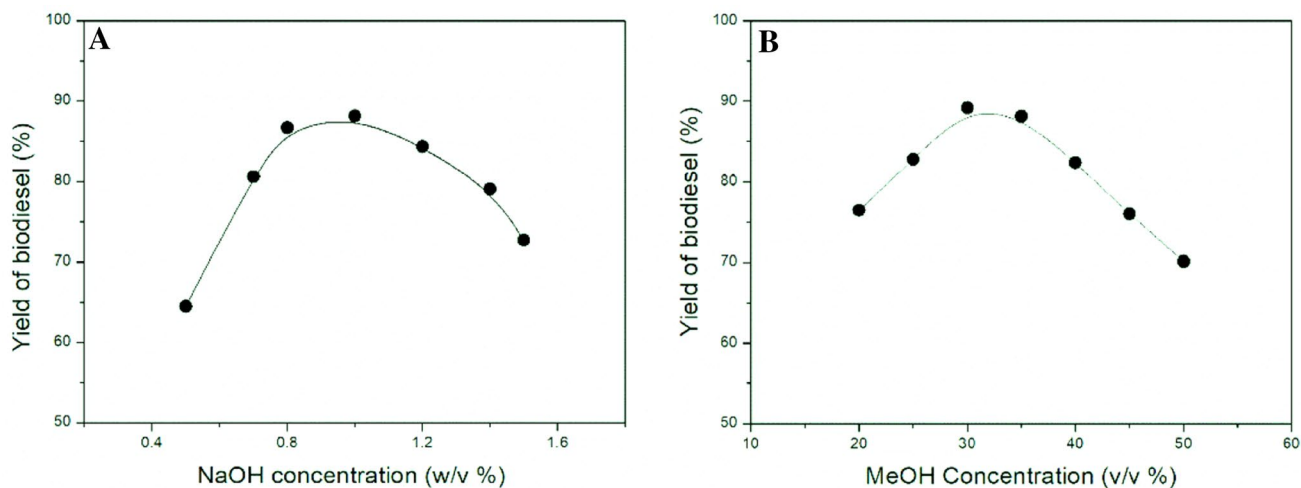 A
Yield of biodiesel (%)
100
90
80
70
60
50
0.4 0.8 1.2 1.6
NaOH concentration (w/v %)
B
Yield of biodiesel (%)
100
90
80
70
60
50
10 20 30 40 50 60
MeOH Concentration (v/v %)